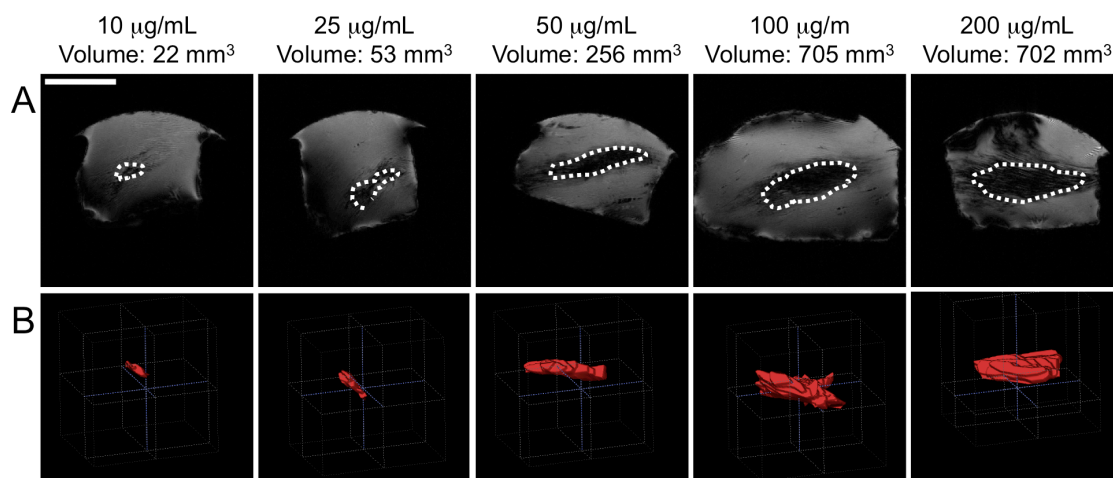 10 μg/mL
Volume: 22 mm³
25 μg/mL
Volume: 53 mm³
50 μg/mL
Volume: 256 mm³
100 μg/m
Volume: 705 mm³
200 μg/mL
Volume: 702 mm³
A
B